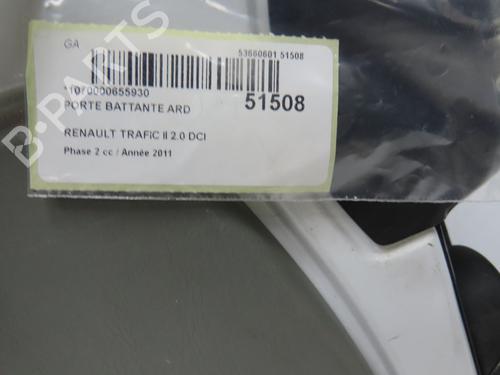 GA
53660601 51508
*1070000655930
51508
PORTE BATTANTE ARD
RENAULT TRAFIC II 2.0 DCI
Phase 2 cc / Année 2011
B-PARTS